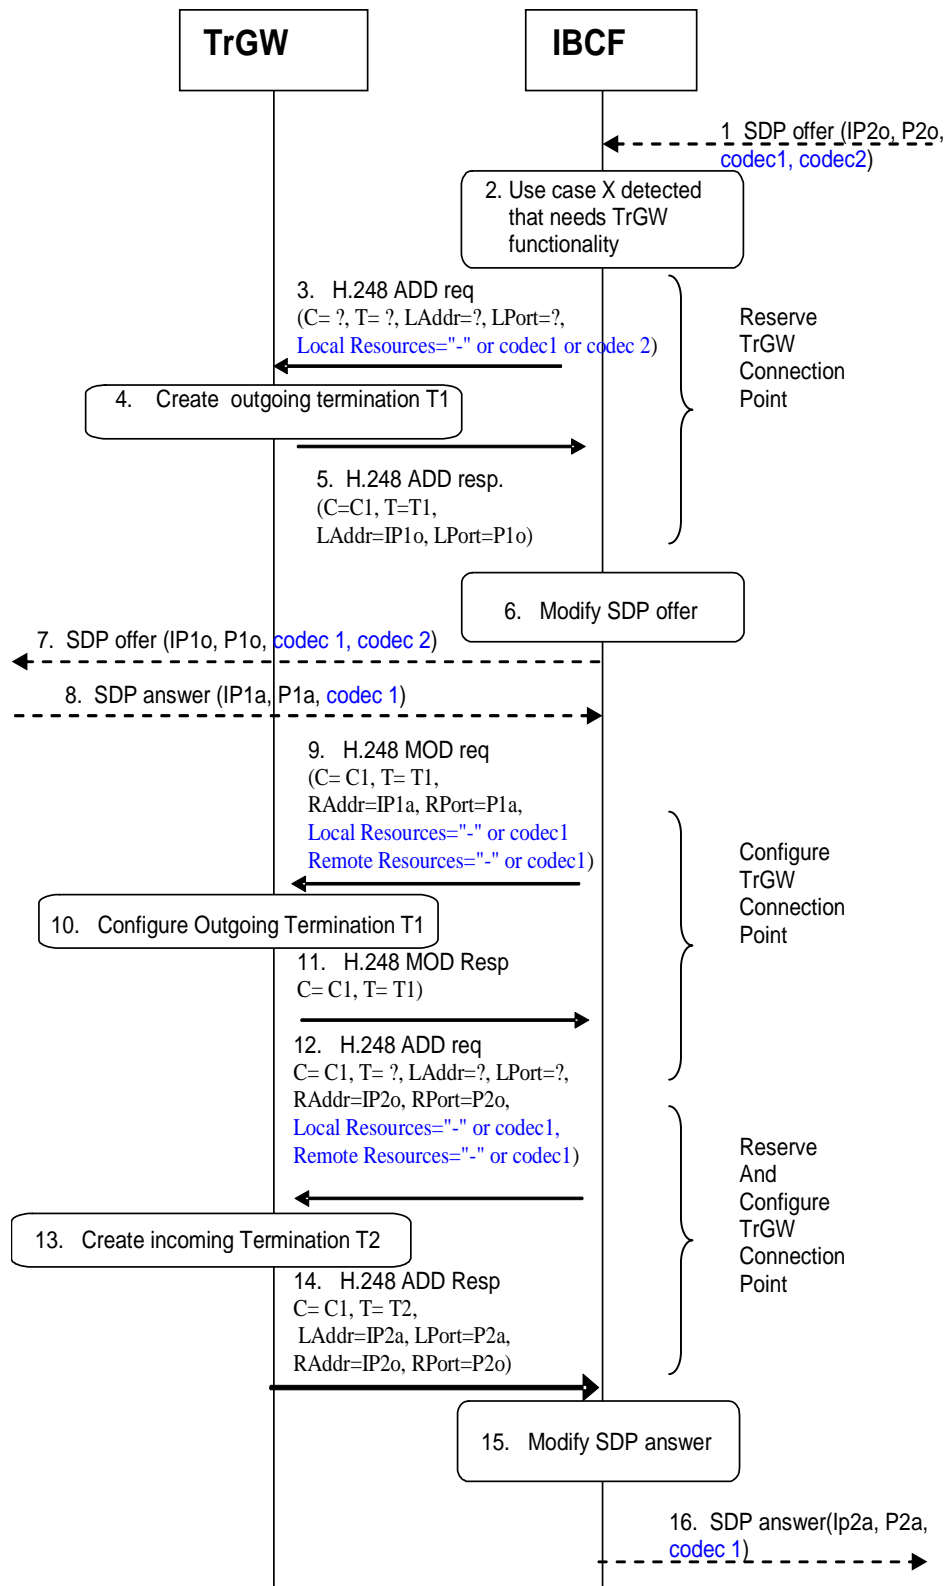 TrGW
IBCF
1 SDP offer (IP2o, P2o,
codec1, codec2)
2. Use case X detected
that needs TrGW
functionality
3. H.248 ADD req
(C= ?, T= ?, LAddr=?, LPort=?,
Local Resources="-" or codec1 or codec 2)
Reserve
TrGW
Connection
Point
4. Create outgoing termination T1
5. H.248 ADD resp.
(C=C1, T=T1,
LAddr=IP1o, LPort=P1o)
6. Modify SDP offer
7. SDP offer (IP1o, P1o, codec 1, codec 2)
8. SDP answer (IP1a, P1a, codec 1)
9. H.248 MOD req
(C= C1, T= T1,
RAddr=IP1a, RPort=P1a,
Local Resources="-" or codec1
Remote Resources="-" or codec1)
Configure
TrGW
Connection
Point
10. Configure Outgoing Termination T1
11. H.248 MOD Resp
C= C1, T= T1)
12. H.248 ADD req
C= C1, T= ?, LAddr=?, LPort=?,
RAddr=IP2o, RPort=P2o,
Local Resources="-" or codec1,
Remote Resources="-" or codec1)
Reserve
And
Configure
TrGW
Connection
Point
13. Create incoming Termination T2
14. H.248 ADD Resp
C= C1, T= T2,
LAddr=IP2a, LPort=P2a,
RAddr=IP2o, RPort=P2o)
15. Modify SDP answer
16. SDP answer(Ip2a, P2a,
codec 1)